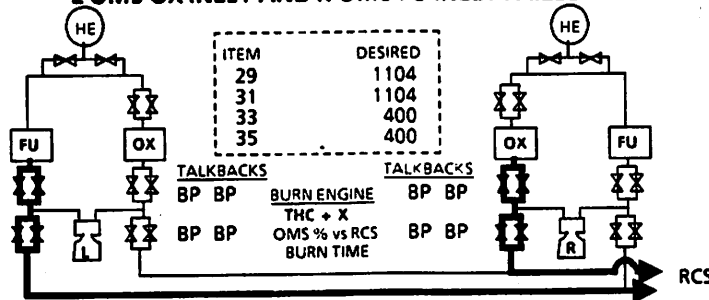 HE
HE
ITEM DESIRED
29 1104
31 1104
33 400
35 400
FU OX OX FU
TALKBACKS TALKBACKS
BP BP BURN ENGINE BP BP
THC + X
BP BP OMS % vs RCS BP BP
BURN TIME
L R
RCS